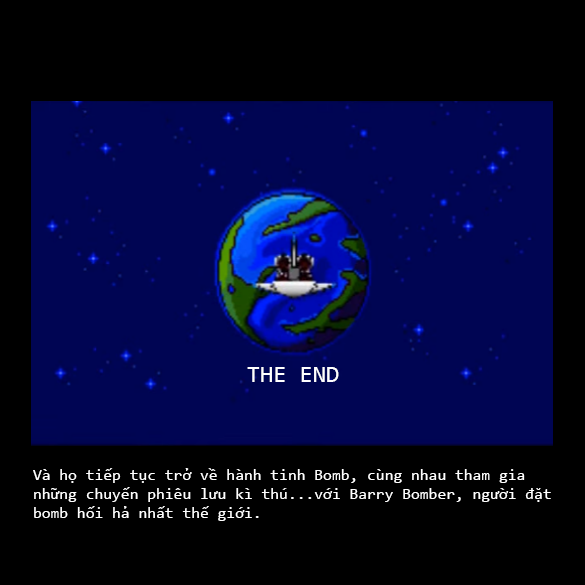 THE END
Và họ tiếp tục trở về hành tinh Bomb, cùng nhau tham gia
những chuyến phiêu lưu kì thú...với Barry Bomber, người đặt
bomb hối hả nhất thế giới.